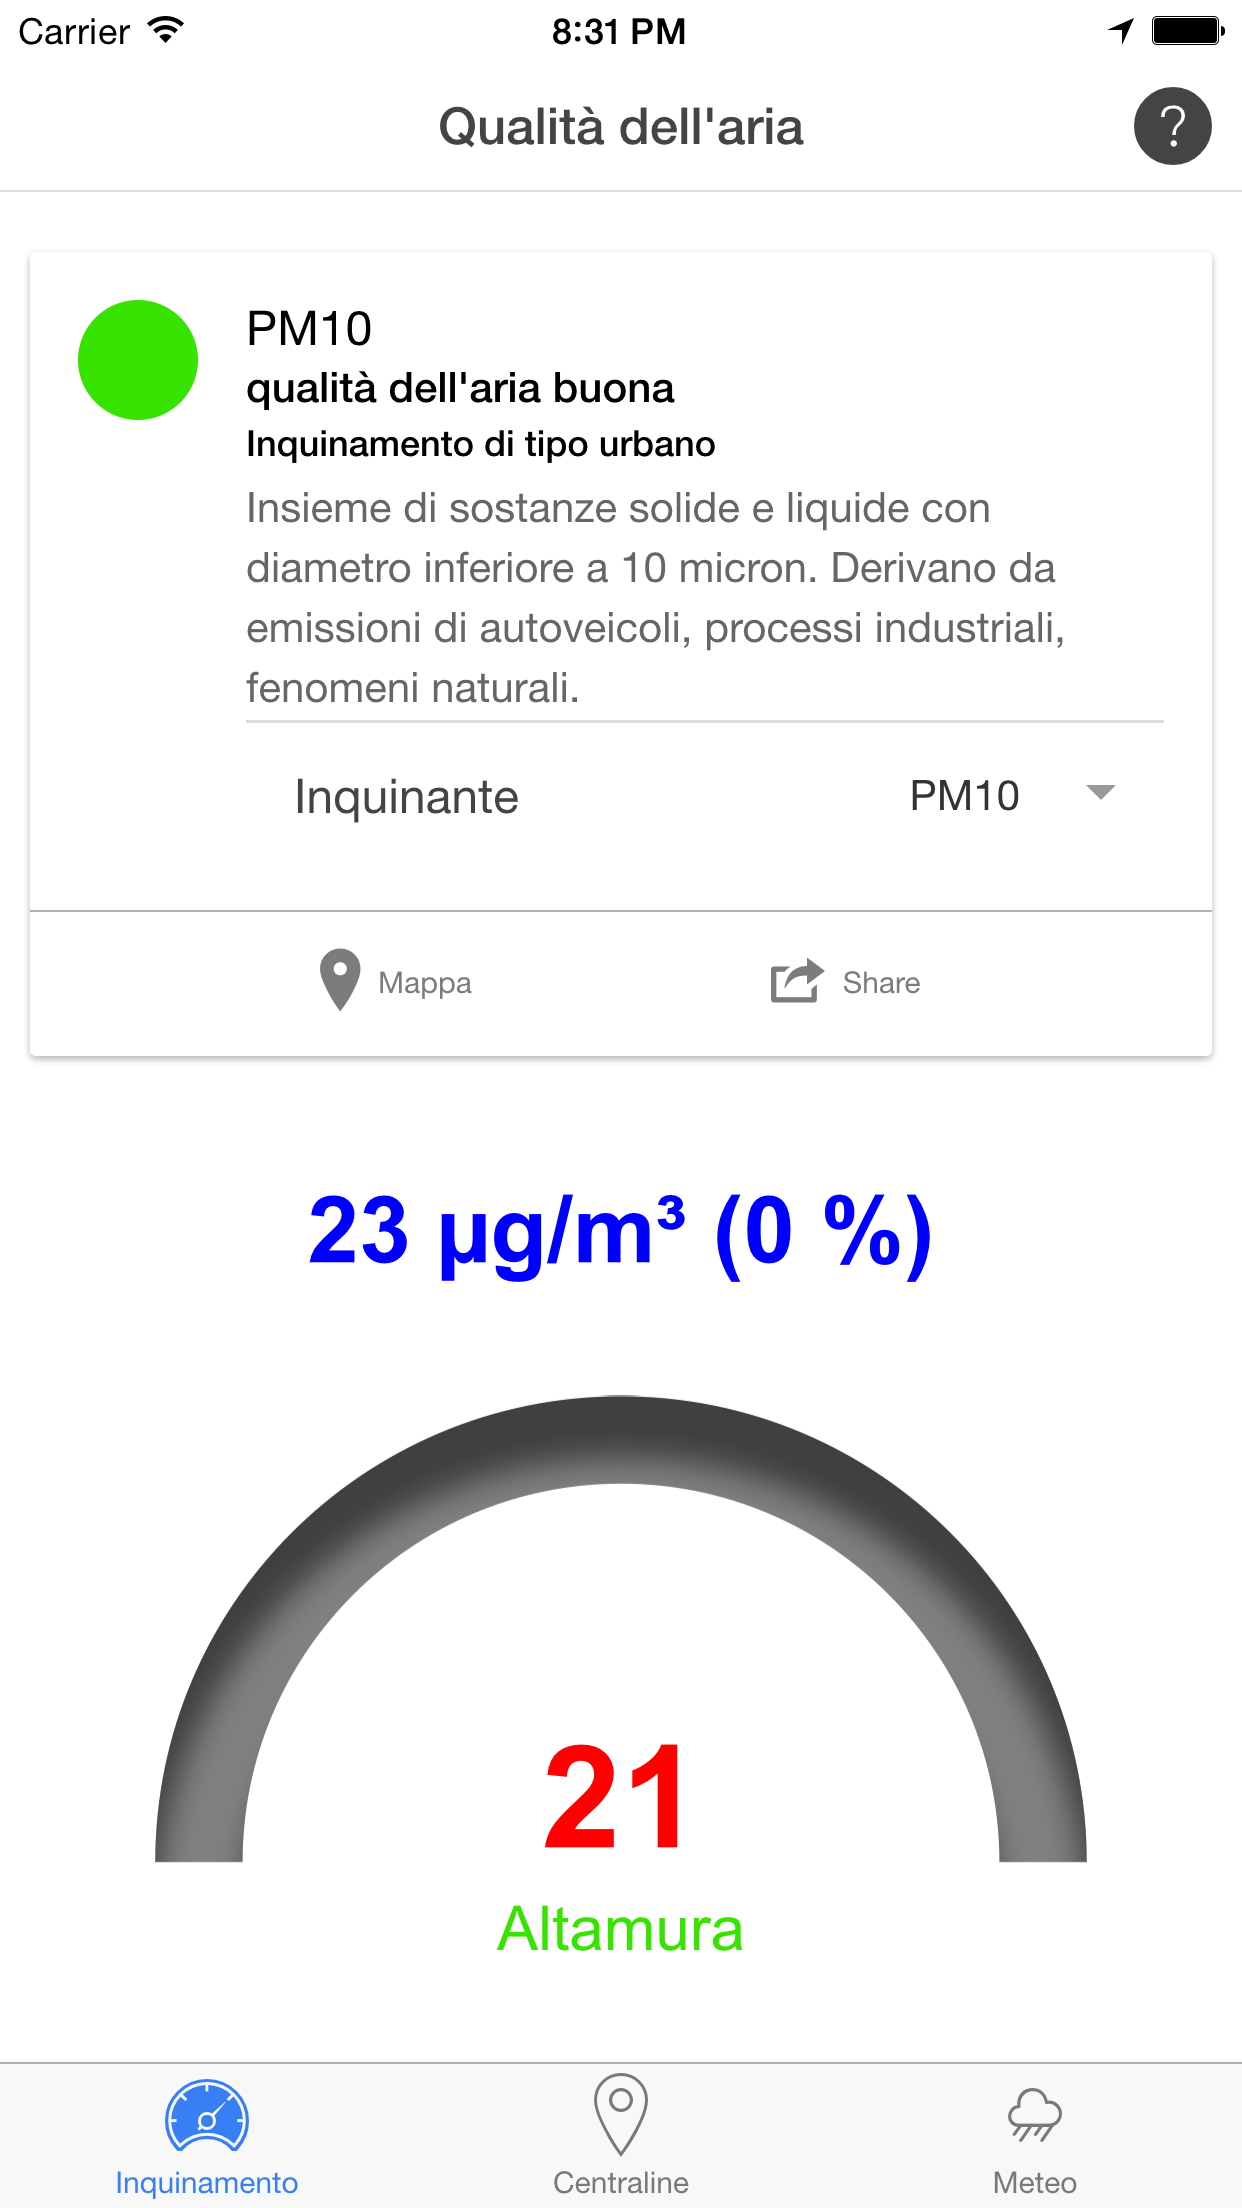 Carrier 8:31 PM
Qualità dell'aria
?
PM10
qualità dell'aria buona
Inquinamento di tipo urbano
Insieme di sostanze solide e liquide con
diametro inferiore a 10 micron. Derivano da
emissioni di autoveicoli, processi industriali,
fenomeni naturali.
Inquinante PM10
Mappa Share
23 µg/m³ (0 %)
21
Altamura
Inquinamento Centraline Meteo